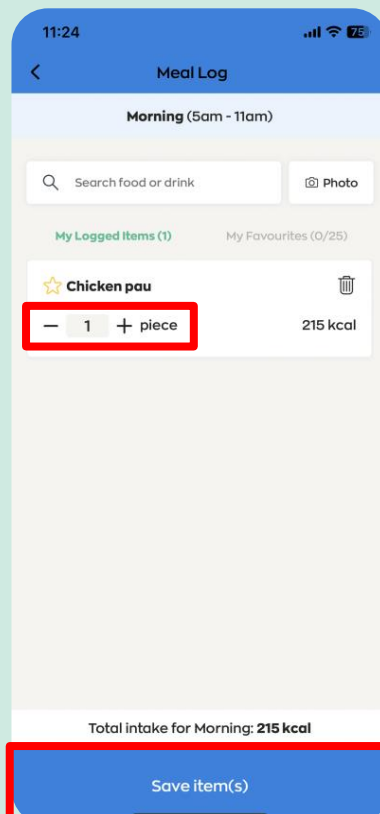 11:24 75
Meal Log
Morning (5am - 11am)
Search food or drink Photo
My Logged Items (1) My Favourites (0/25)
Chicken pau
− 1 + piece 215 kcal
Total intake for Morning: 215 kcal
Save item(s)